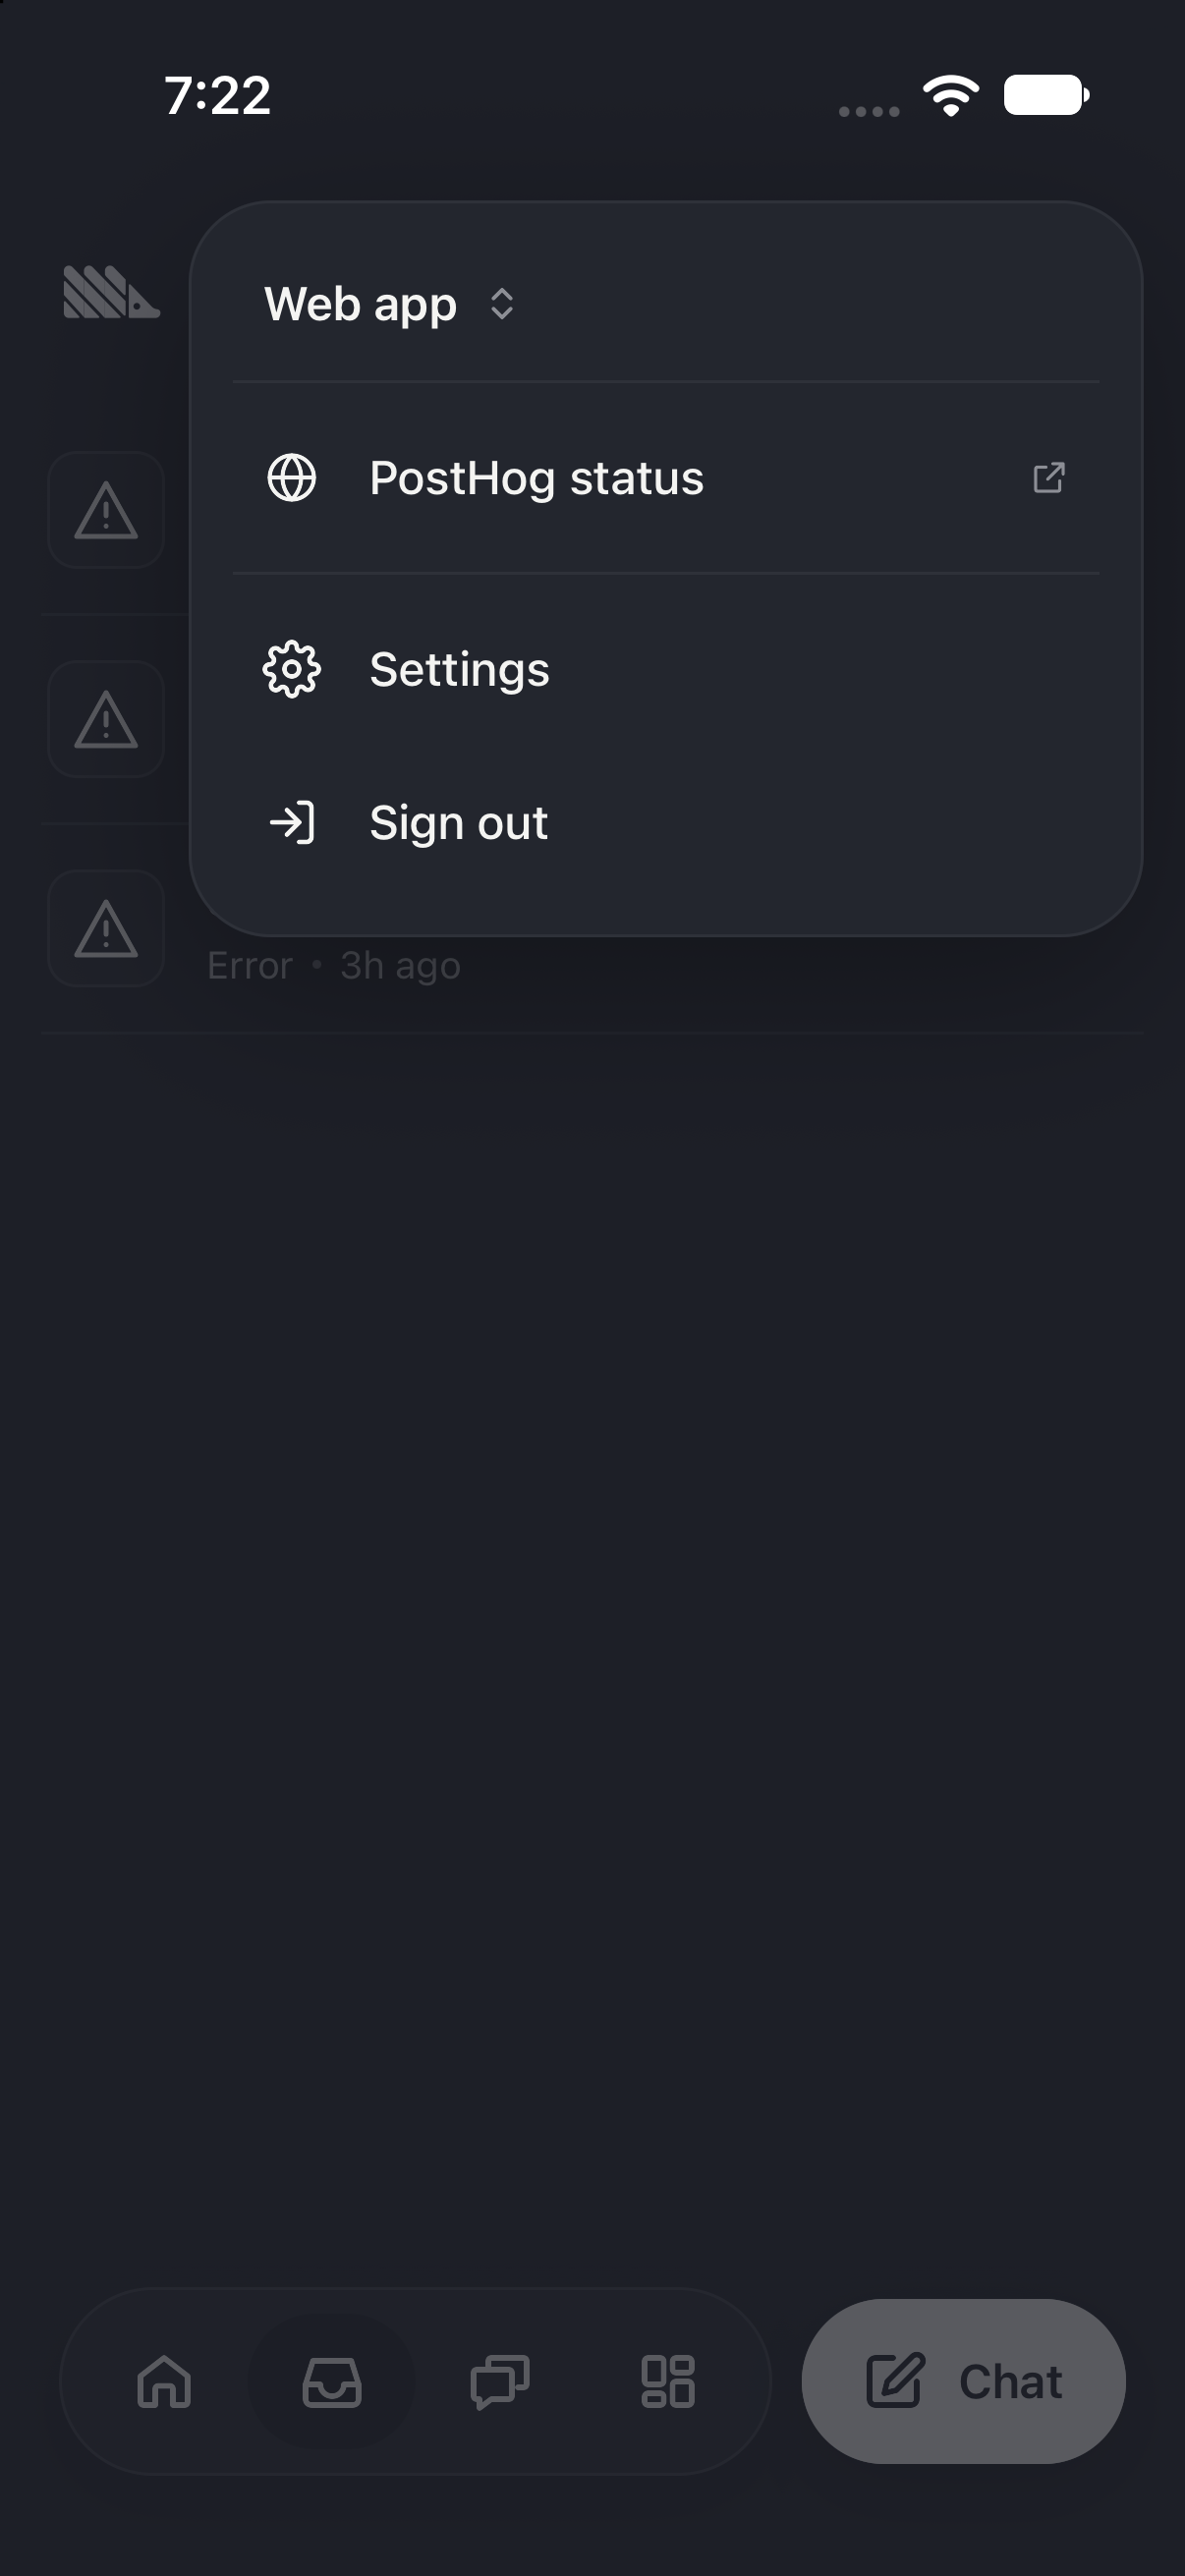 7:22
Web app
PostHog status
Settings
Sign out
Error • 3h ago
Chat